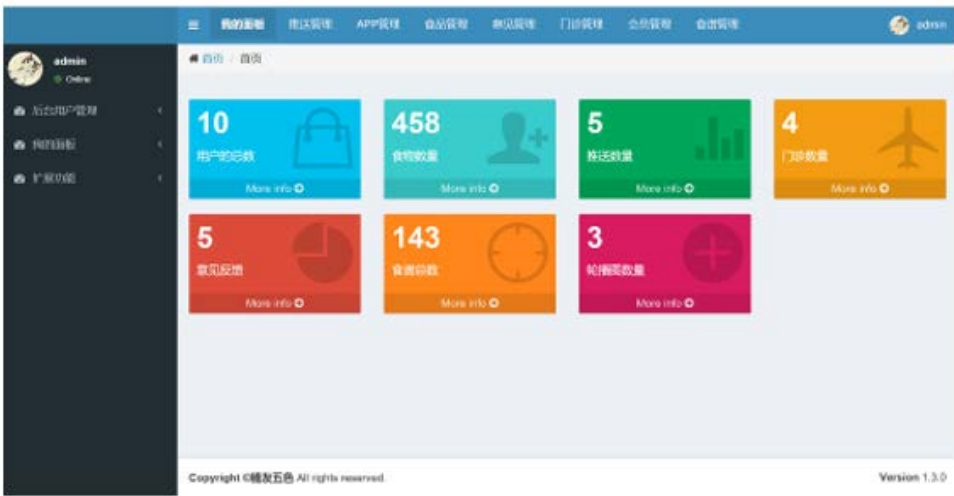 我的面板 推送管理 APP管理 食品管理 意见管理 门诊管理 会员管理 食谱管理 admin
admin
Online
首页 / 首页
后台用户管理
我的面板
扩展功能
10
用户的总数
More info
458
食物数量
More info
5
推送数量
More info
4
门诊数量
More info
5
意见反馈
More info
143
食谱总数
More info
3
轮播图数量
More info
Copyright ©糖友五色 All rights reserved.
Version 1.3.0